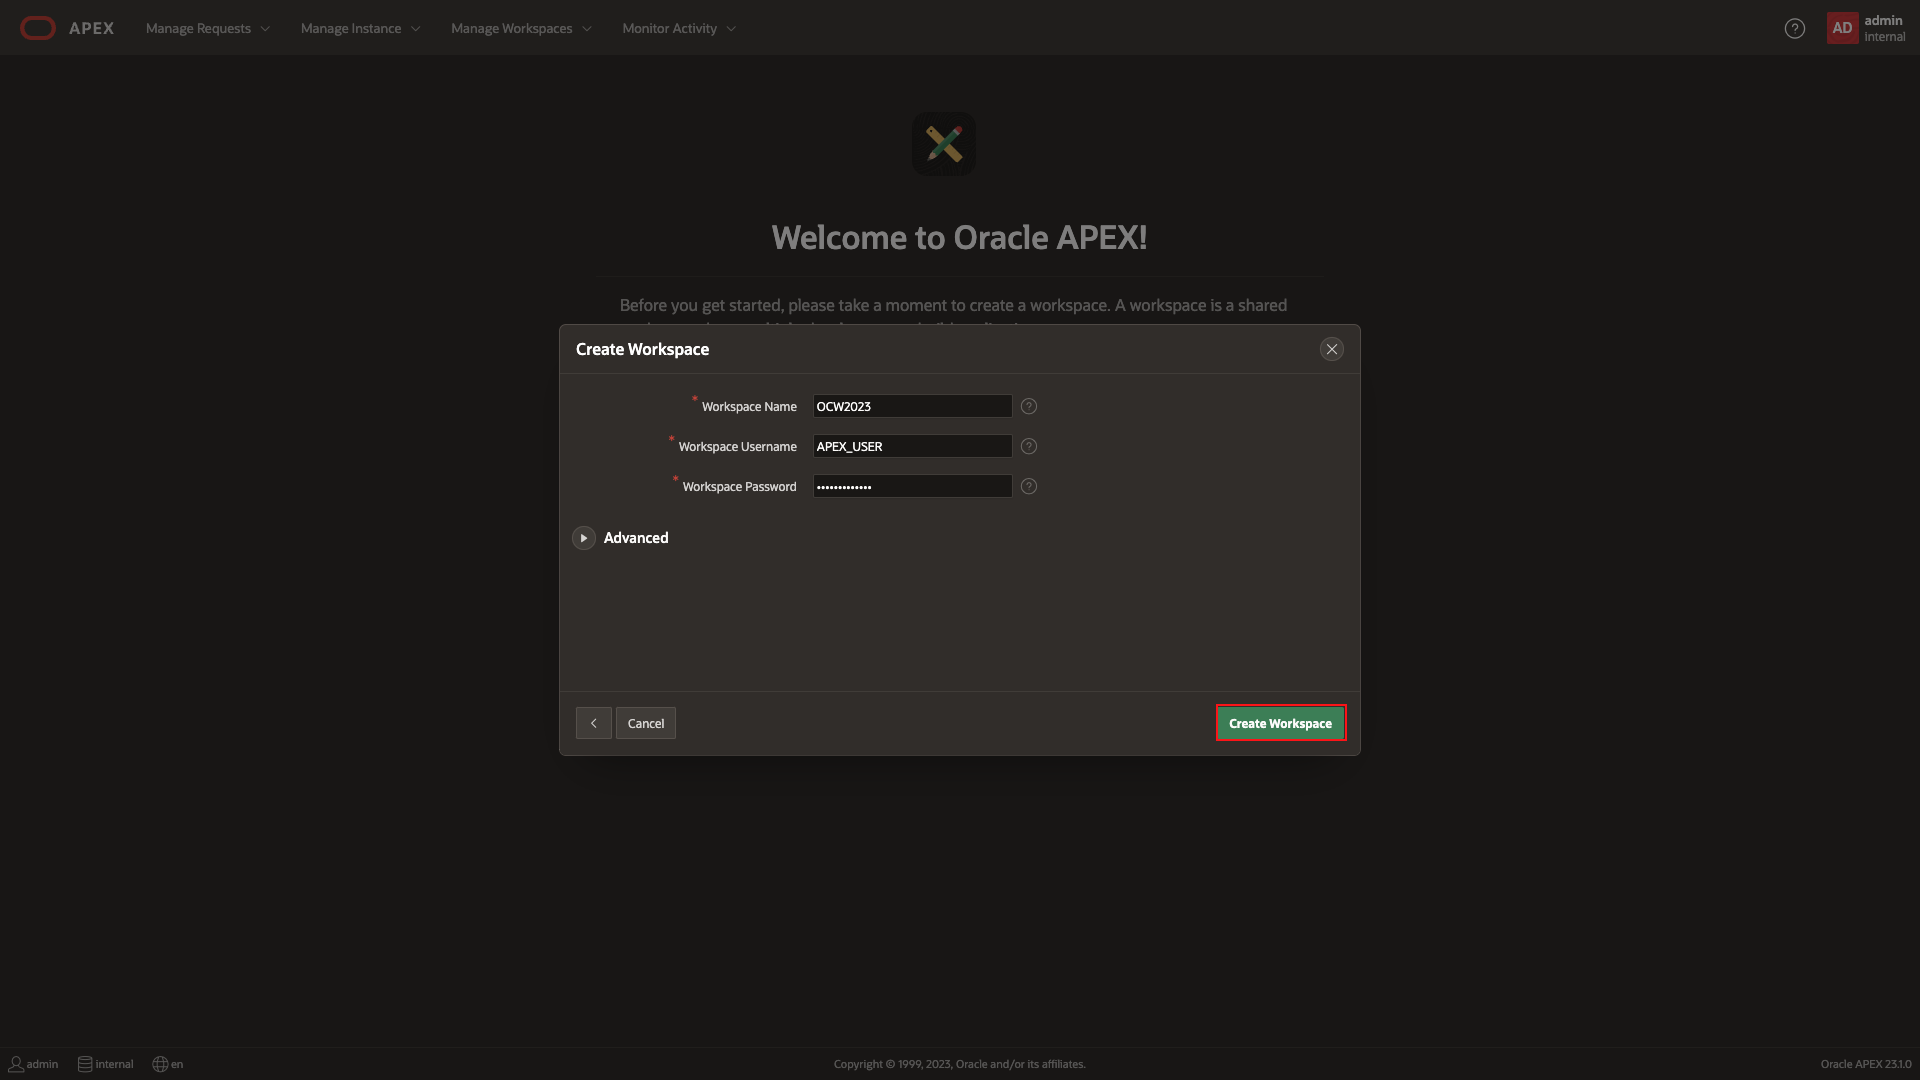 APEX
Manage Requests
Manage Instance
Manage Workspaces
Monitor Activity
?
AD
admin
internal
Welcome to Oracle APEX!
Before you get started, please take a moment to create a workspace. A workspace is a shared
Create Workspace
* Workspace Name OCW2023 ?
* Workspace Username APEX_USER ?
* Workspace Password ••••••••••••• ?
Advanced
Cancel
Create Workspace
admin
internal
en
Copyright © 1999, 2023, Oracle and/or its affiliates.
Oracle APEX 23.1.0